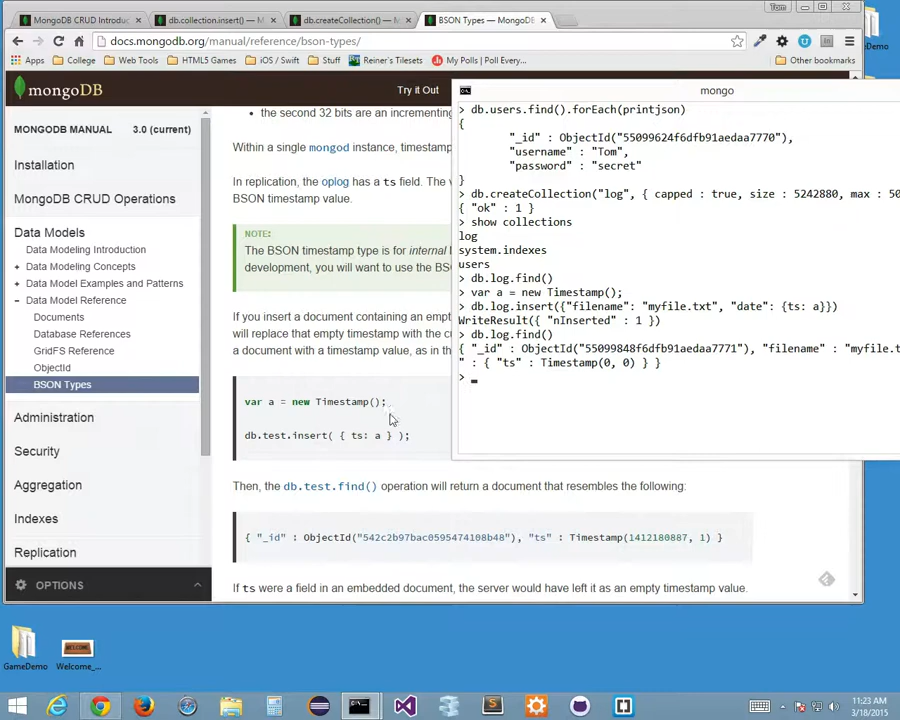 Tom
MongoDB CRUD Introduc
db.collection.insert() — M
db.createCollection() — M
BSON Types — MongoDB
docs.mongodb.org/manual/reference/bson-types/
Apps
College
Web Tools
HTML5 Games
iOS / Swift
Stuff
Reiner's Tilesets
My Polls | Poll Every...
Other bookmarks
mongoDB
Try it Out
MONGODB MANUAL
3.0 (current)
Installation
MongoDB CRUD Operations
Data Models
Data Modeling Introduction
+ Data Modeling Concepts
+ Data Model Examples and Patterns
− Data Model Reference
Documents
Database References
GridFS Reference
ObjectId
BSON Types
Administration
Security
Aggregation
Indexes
Replication
OPTIONS
• the second 32 bits are an incrementing
Within a single mongod instance, timestamp
In replication, the oplog has a ts field. The v
BSON timestamp value.
NOTE:
The BSON timestamp type is for internal
development, you will want to use the BS
If you insert a document containing an empt
will replace that empty timestamp with the c
a document with a timestamp value, as in th
var a = new Timestamp();
db.test.insert( { ts: a } );
Then, the db.test.find() operation will return a document that resembles the following:
{ "_id" : ObjectId("542c2b97bac0595474108b48"), "ts" : Timestamp(1412180887, 1) }
If ts were a field in an embedded document, the server would have left it as an empty timestamp value.
mongo
> db.users.find().forEach(printjson)
{
"_id" : ObjectId("55099624f6dfb91aedaa7770"),
"username" : "Tom",
"password" : "secret"
}
> db.createCollection("log", { capped : true, size : 5242880, max : 50
{ "ok" : 1 }
> show collections
log
system.indexes
users
> db.log.find()
> var a = new Timestamp();
> db.log.insert({"filename": "myfile.txt", "date": {ts: a}})
WriteResult({ "nInserted" : 1 })
> db.log.find()
{ "_id" : ObjectId("55099848f6dfb91aedaa7771"), "filename" : "myfile.t
" : { "ts" : Timestamp(0, 0) } }
>
eDemo
GameDemo
Welcome_...
11:23 AM
3/18/2015